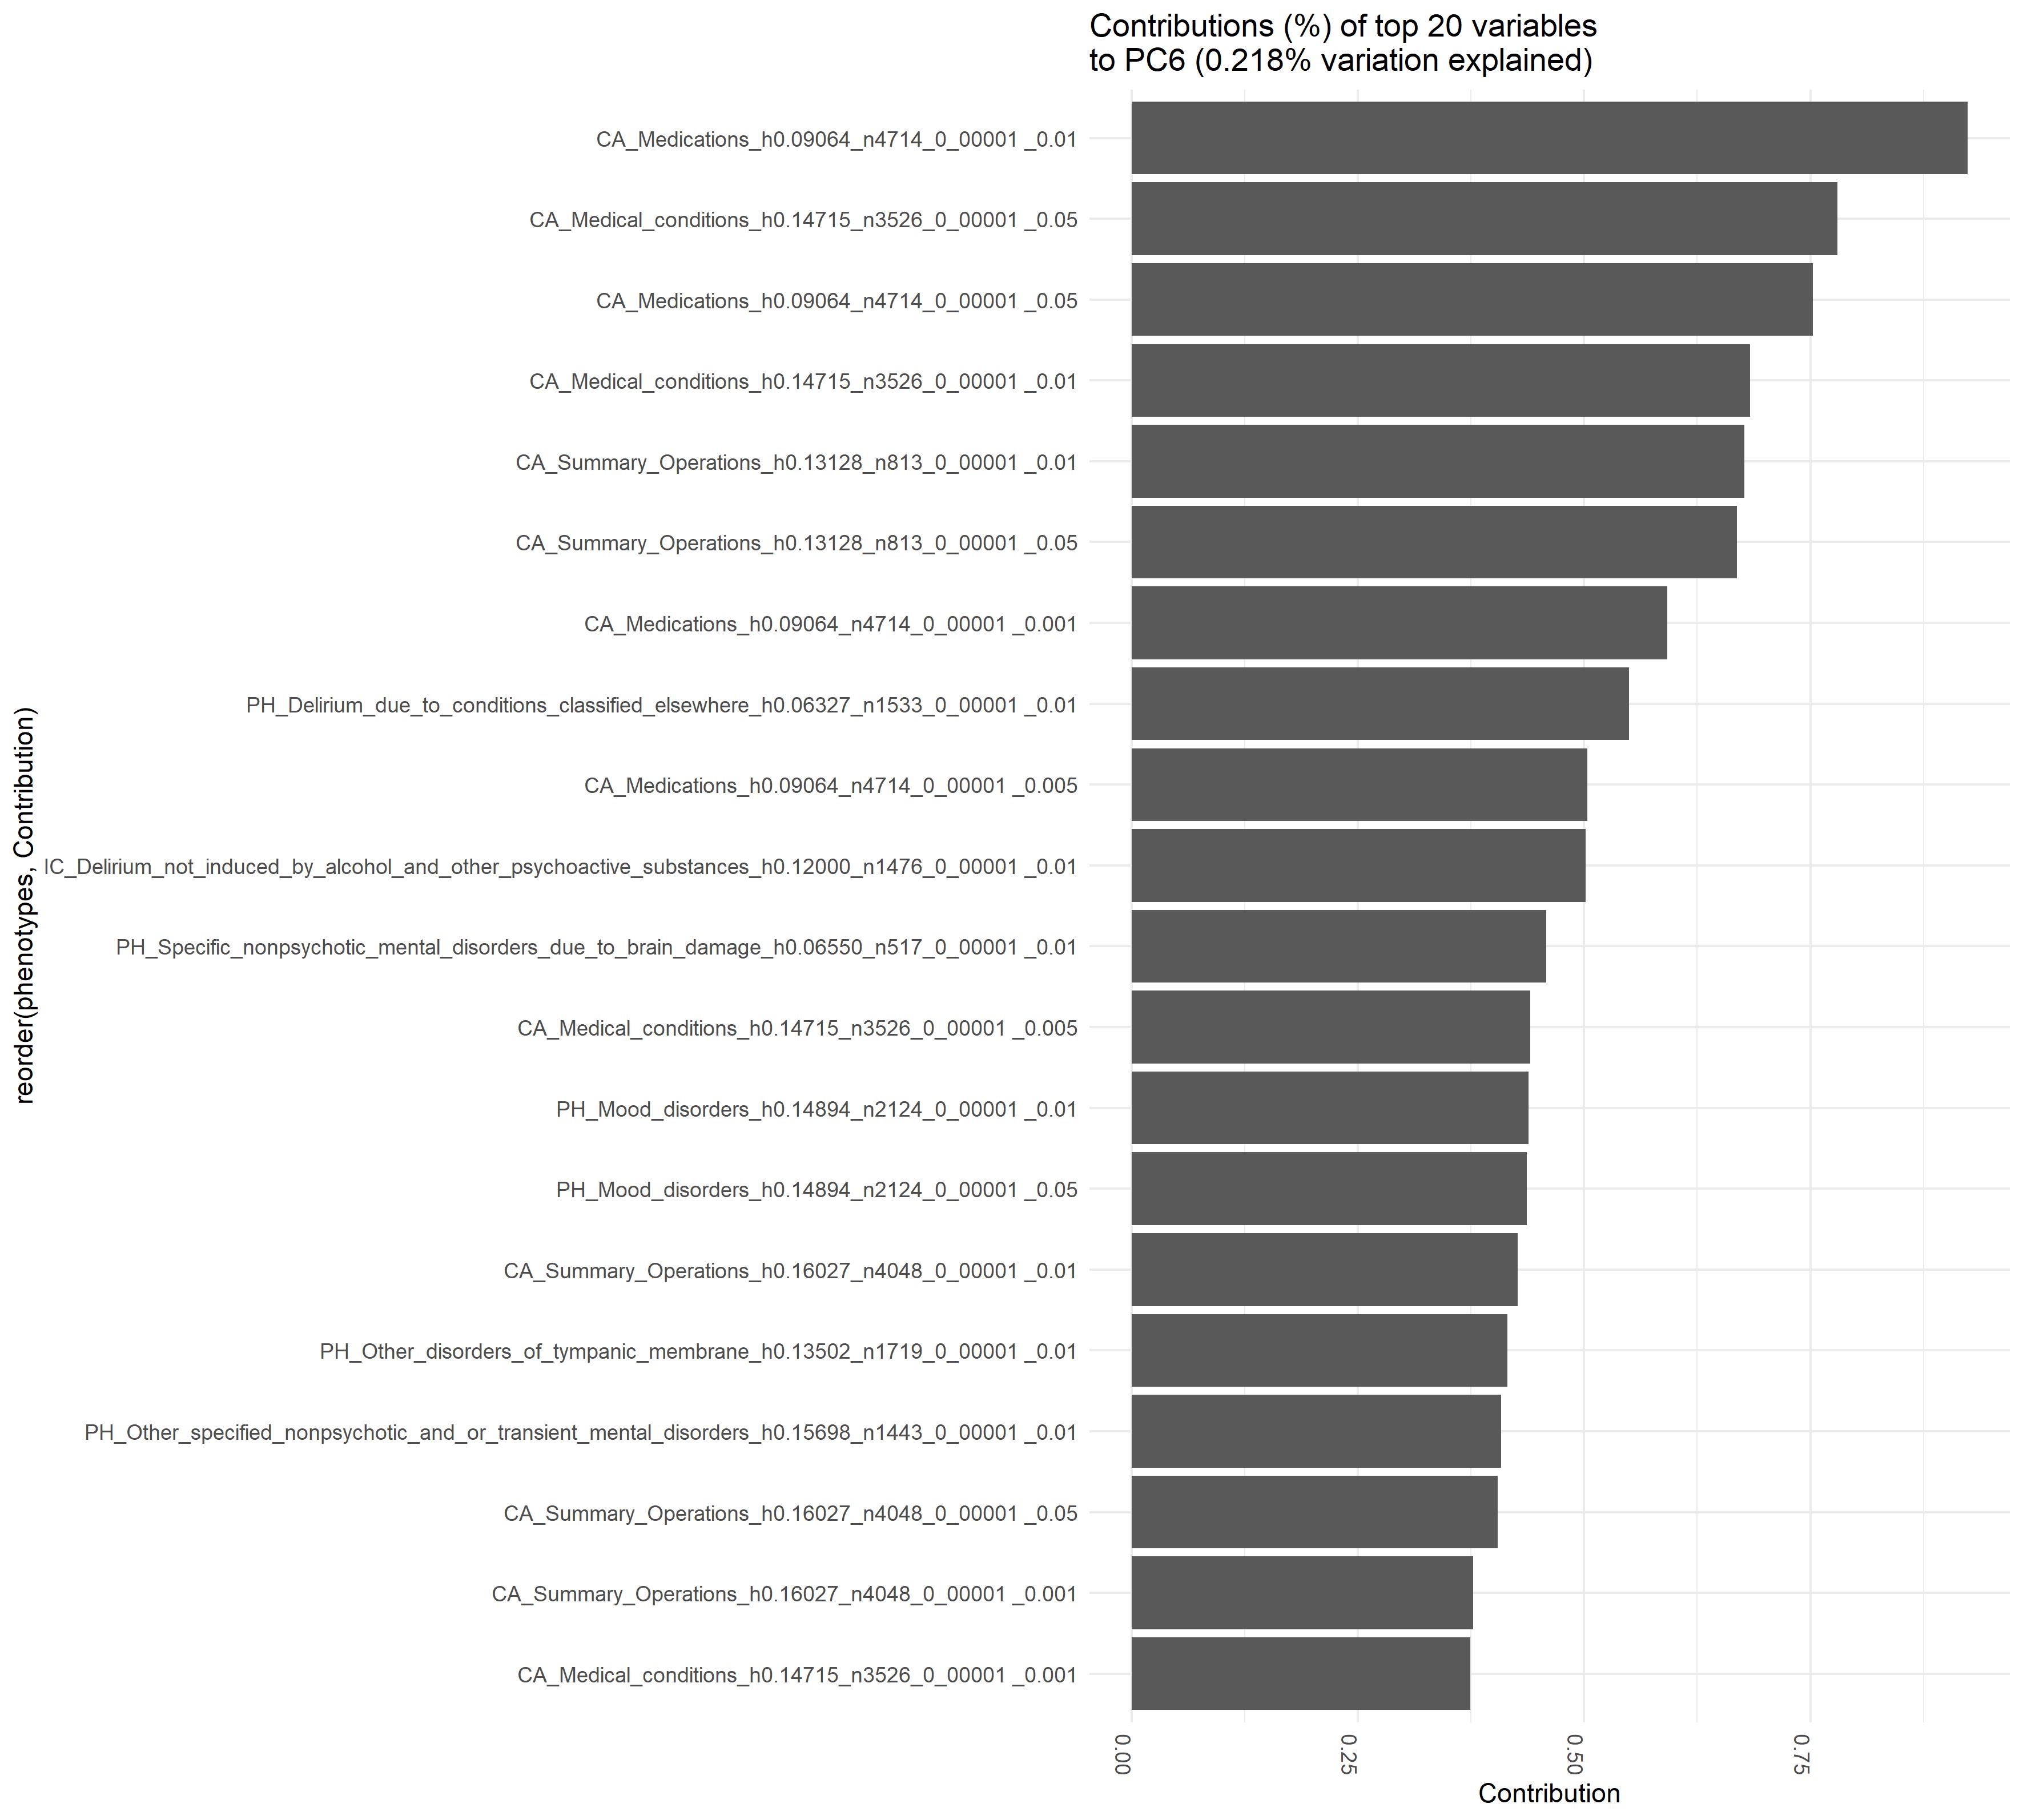 Contributions (%) of top 20 variables
to PC6 (0.218% variation explained)
CA_Medications_h0.09064_n4714_0_00001 _0.01
CA_Medical_conditions_h0.14715_n3526_0_00001 _0.05
CA_Medications_h0.09064_n4714_0_00001 _0.05
CA_Medical_conditions_h0.14715_n3526_0_00001 _0.01
CA_Summary_Operations_h0.13128_n813_0_00001 _0.01
CA_Summary_Operations_h0.13128_n813_0_00001 _0.05
CA_Medications_h0.09064_n4714_0_00001 _0.001
PH_Delirium_due_to_conditions_classified_elsewhere_h0.06327_n1533_0_00001 _0.01
CA_Medications_h0.09064_n4714_0_00001 _0.005
IC_Delirium_not_induced_by_alcohol_and_other_psychoactive_substances_h0.12000_n1476_0_00001 _0.01
PH_Specific_nonpsychotic_mental_disorders_due_to_brain_damage_h0.06550_n517_0_00001 _0.01
CA_Medical_conditions_h0.14715_n3526_0_00001 _0.005
PH_Mood_disorders_h0.14894_n2124_0_00001 _0.01
PH_Mood_disorders_h0.14894_n2124_0_00001 _0.05
CA_Summary_Operations_h0.16027_n4048_0_00001 _0.01
PH_Other_disorders_of_tympanic_membrane_h0.13502_n1719_0_00001 _0.01
PH_Other_specified_nonpsychotic_and_or_transient_mental_disorders_h0.15698_n1443_0_00001 _0.01
CA_Summary_Operations_h0.16027_n4048_0_00001 _0.05
CA_Summary_Operations_h0.16027_n4048_0_00001 _0.001
CA_Medical_conditions_h0.14715_n3526_0_00001 _0.001
reorder(phenotypes, Contribution)
0.00
0.25
0.50
0.75
Contribution